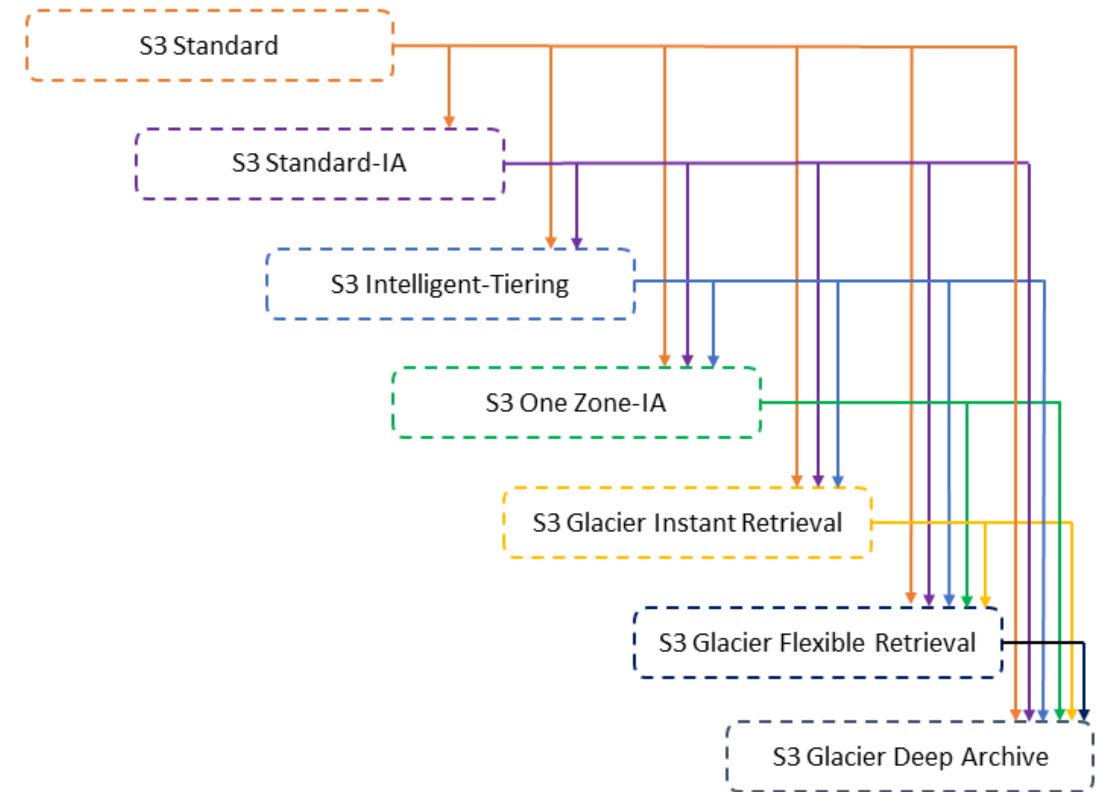 S3 Standard
S3 Standard-IA
S3 Intelligent-Tiering
S3 One Zone-IA
S3 Glacier Instant Retrieval
S3 Glacier Flexible Retrieval
S3 Glacier Deep Archive